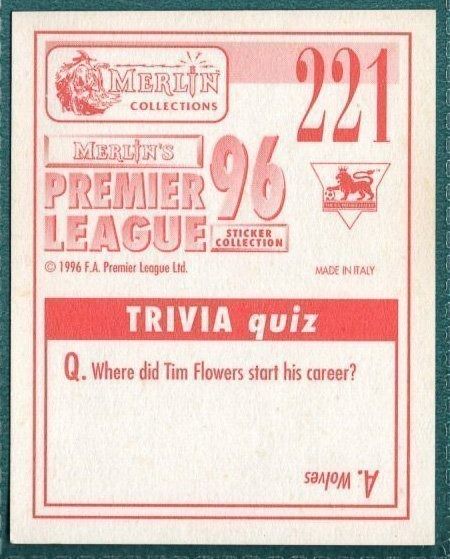 MERLIN
COLLECTIONS
221
MERLIN'S
PREMIER
LEAGUE
96
STICKER
COLLECTION
© 1996 F.A. Premier League Ltd.
MADE IN ITALY
TRIVIA quiz
Q. Where did Tim Flowers start his career?
A. Wolves